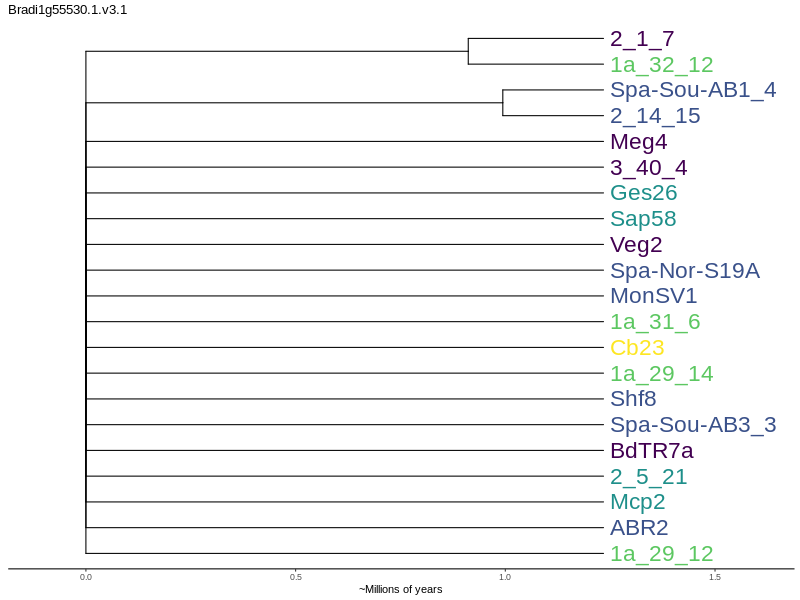 Bradi1g55530.1.v3.1
2_1_7
1a_32_12
Spa-Sou-AB1_4
2_14_15
Meg4
3_40_4
Ges26
Sap58
Veg2
Spa-Nor-S19A
MonSV1
1a_31_6
Cb23
1a_29_14
Shf8
Spa-Sou-AB3_3
BdTR7a
2_5_21
Mcp2
ABR2
1a_29_12
0.0 0.5 1.0 1.5
~Millions of years